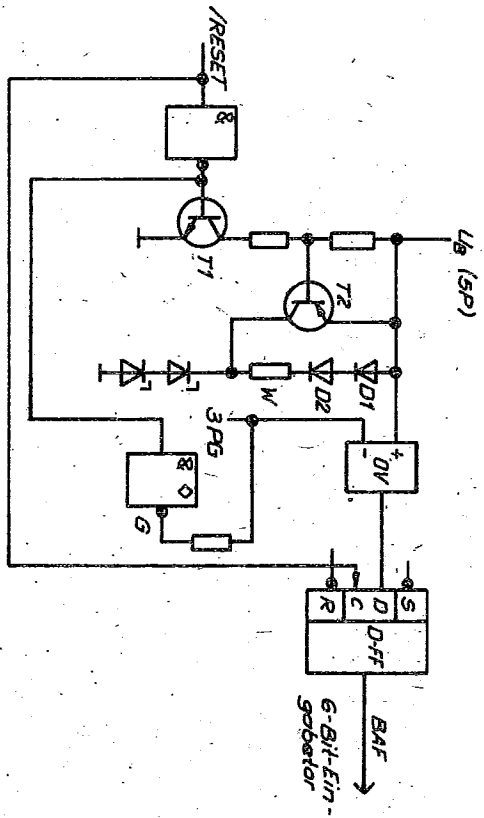 /RESET
&
T1
UB (5P)
T2
D1
D2
W
3PG
&
◇
G
+
-
OV
S
D
C
R
D-FF
BAF
6-Bit-Ein-
gabetor